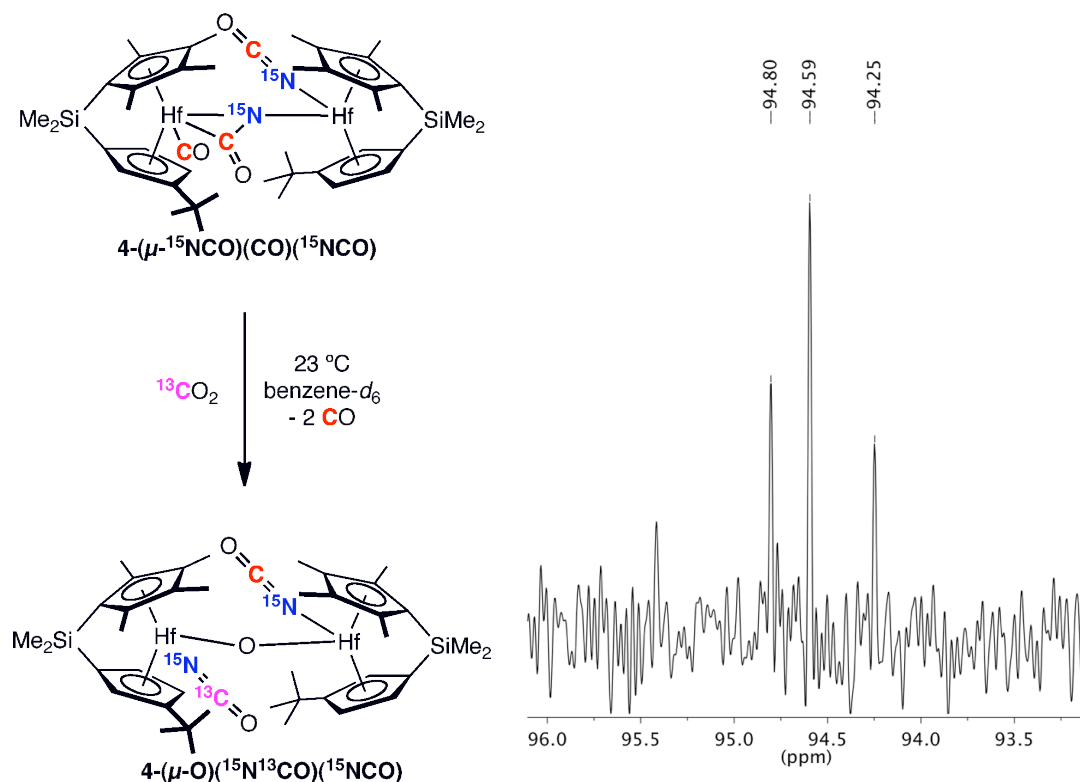 O
C
15N
Me2Si
Hf
15N
Hf
SiMe2
CO
C
O
4-(μ-15NCO)(CO)(15NCO)
13CO2
23 ºC
benzene-d6
- 2 CO
O
C
15N
Me2Si
Hf
O
Hf
SiMe2
15N
13C
O
4-(μ-O)(15N13CO)(15NCO)
94.80
94.59
94.25
96.0 95.5 95.0 94.5 94.0 93.5
(ppm)